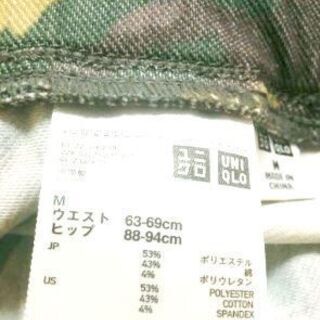 ユニ
クロ
UNI
QLO
UNI
QLO
M
MADE IN
CHINA
M
ウエスト 63-69cm
ヒップ 88-94cm
JP
53% ポリエステル
43% 綿
4% ポリウレタン
US
53% POLYESTER
43% COTTON
4% SPANDEX